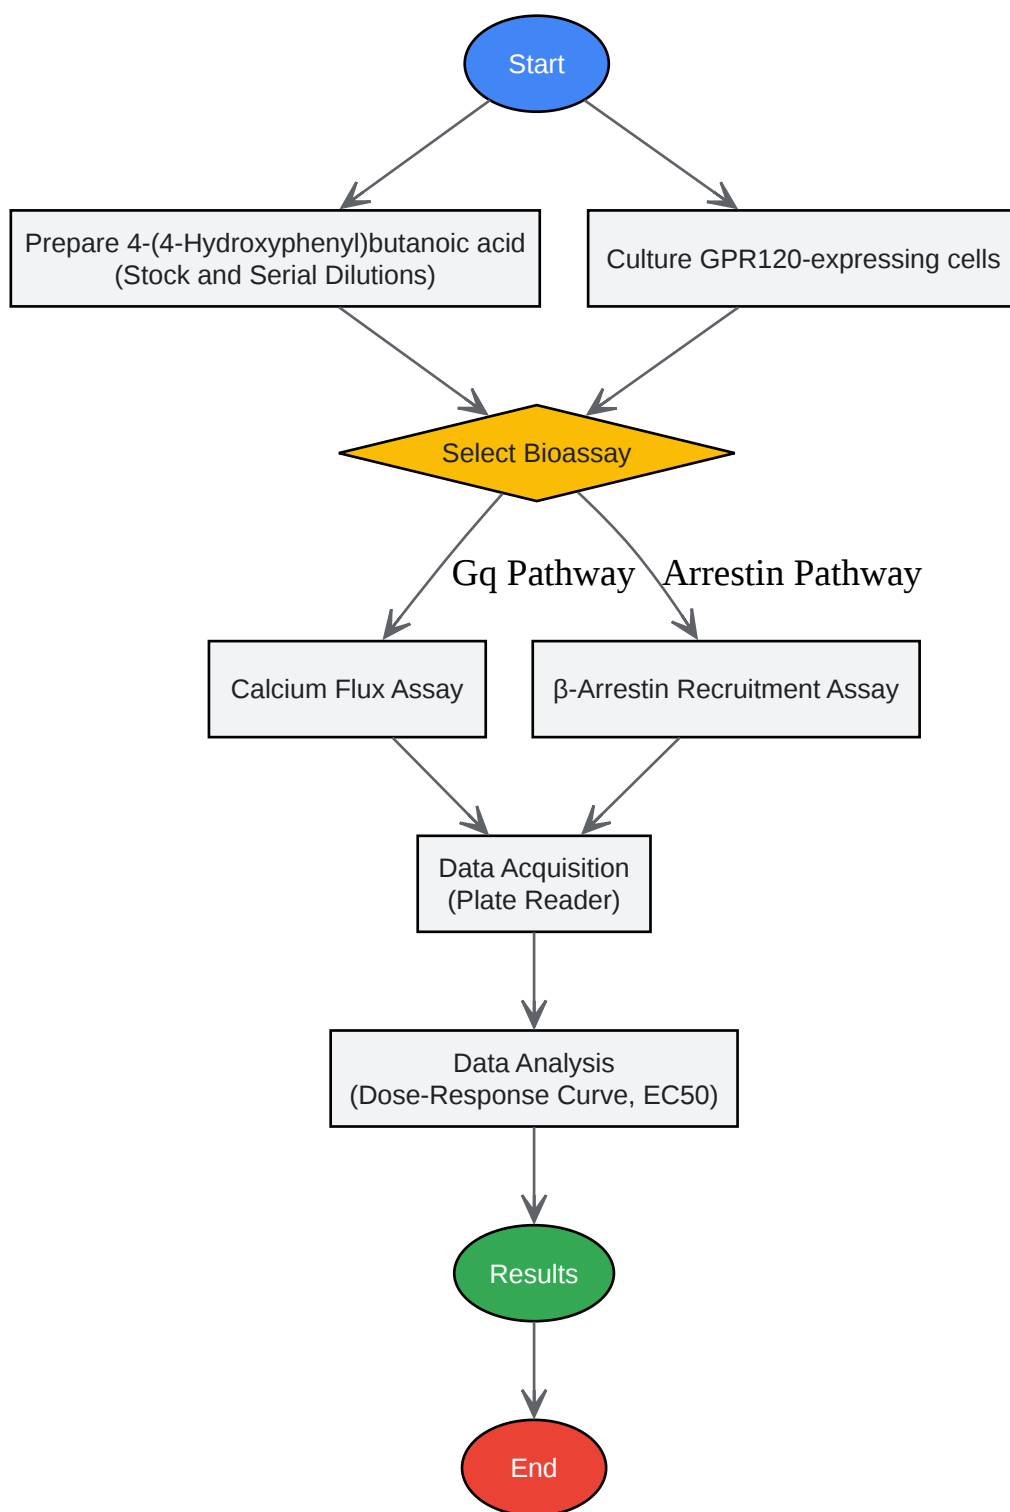 Start
Prepare 4-(4-Hydroxyphenyl)butanoic acid
(Stock and Serial Dilutions)
Culture GPR120-expressing cells
Select Bioassay
Gq Pathway
Arrestin Pathway
Calcium Flux Assay
β-Arrestin Recruitment Assay
Data Acquisition
(Plate Reader)
Data Analysis
(Dose-Response Curve, EC50)
Results
End